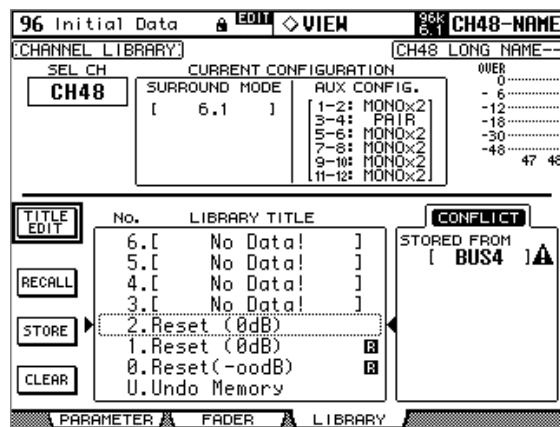 96 Initial Data EDIT ◇VIEW 96k 6.1 CH48-NAME
CHANNEL LIBRARY CH48 LONG NAME--
SEL CH
CH48
CURRENT CONFIGURATION
SURROUND MODE
[ 6.1 ]
AUX CONFIG.
1-2: MONO×2
3-4: PAIR
5-6: MONO×2
7-8: MONO×2
9-10: MONO×2
11-12: MONO×2
OVER
0
-6
-12
-18
-30
-48
47 48
TITLE EDIT
RECALL
STORE
CLEAR
No. LIBRARY TITLE
6.[ No Data! ]
5.[ No Data! ]
4.[ No Data! ]
3.[ No Data! ]
2.Reset (0dB)
1.Reset (0dB) R
0.Reset(-oodB) R
U.Undo Memory
CONFLICT
STORED FROM
[ BUS4 ]
PARAMETER FADER LIBRARY